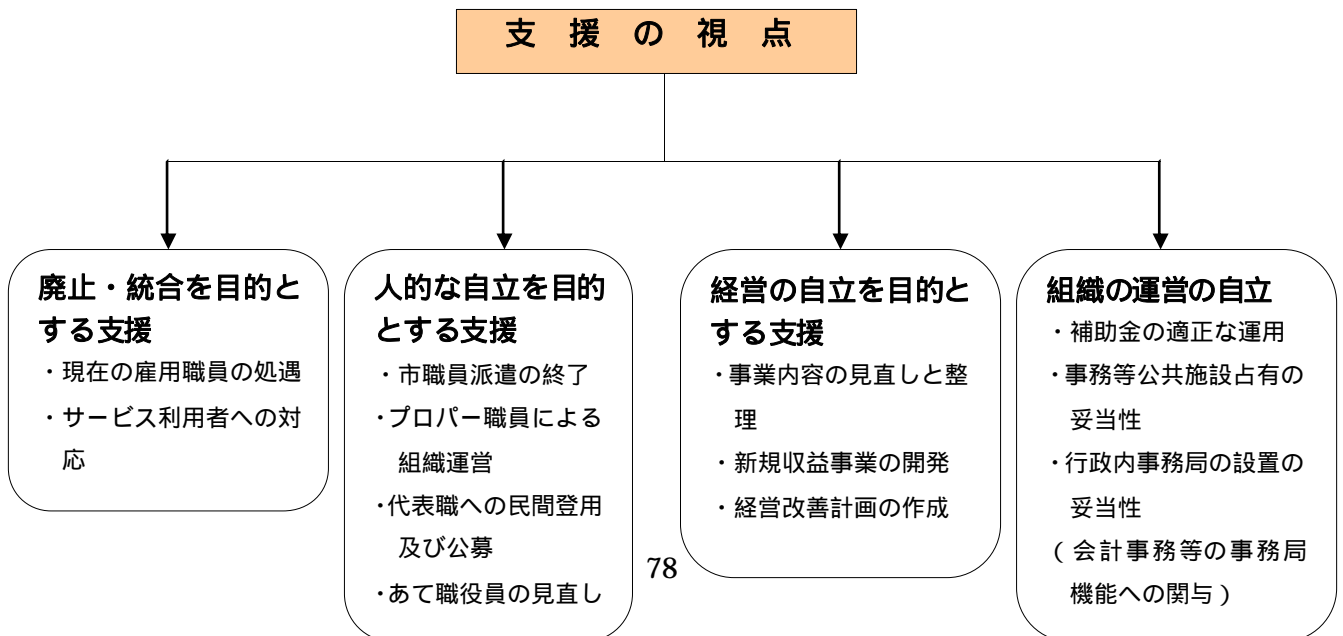 支 援 の 視 点
廃止・統合を目的と
する支援
・現在の雇用職員の処遇
・サービス利用者への対
応
人的な自立を目的
とする支援
・市職員派遣の終了
・プロパー職員による
組織運営
・代表職への民間登用
及び公募
・あて職役員の見直し
経営の自立を目的と
する支援
・事業内容の見直しと整
理
・新規収益事業の開発
・経営改善計画の作成
組織の運営の自立
・補助金の適正な運用
・事務等公共施設占有の
妥当性
・行政内事務局の設置の
妥当性
(会計事務等の事務局
機能への関与)
78